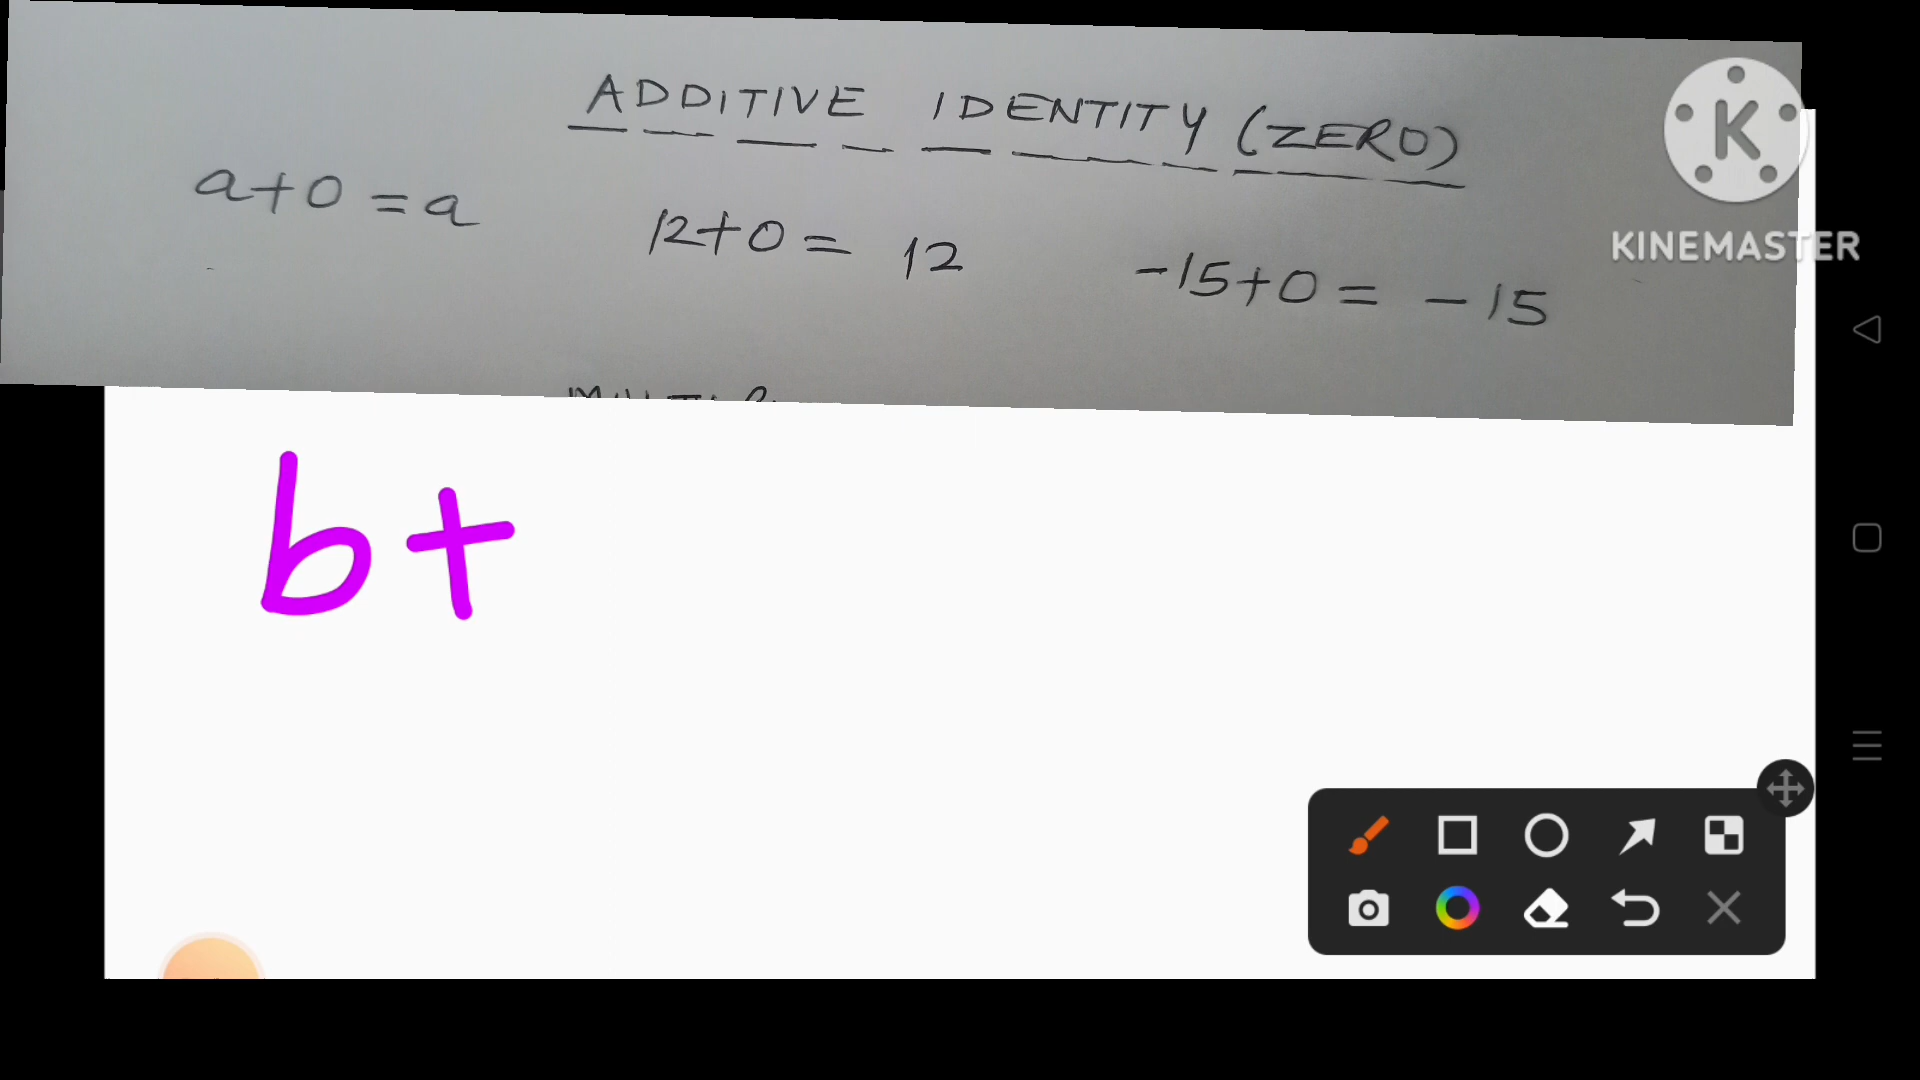 ADDITIVE IDENTITY (ZERO)
a+0 = a 12+0 = 12 -15+0 = -15
K
KINEMASTER
b+